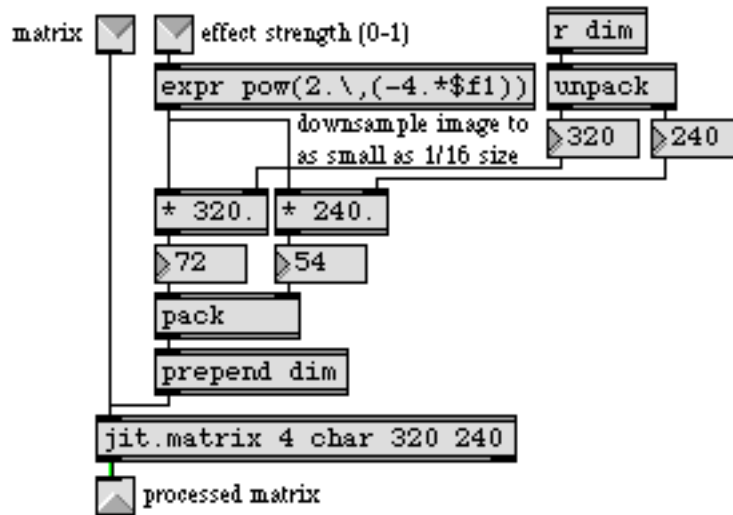 matrix
effect strength (0-1)
r dim
expr pow(2.\,(-4.*$f1))
unpack
downsample image to
as small as 1/16 size
320
240
* 320.
* 240.
72
54
pack
prepend dim
jit.matrix 4 char 320 240
processed matrix